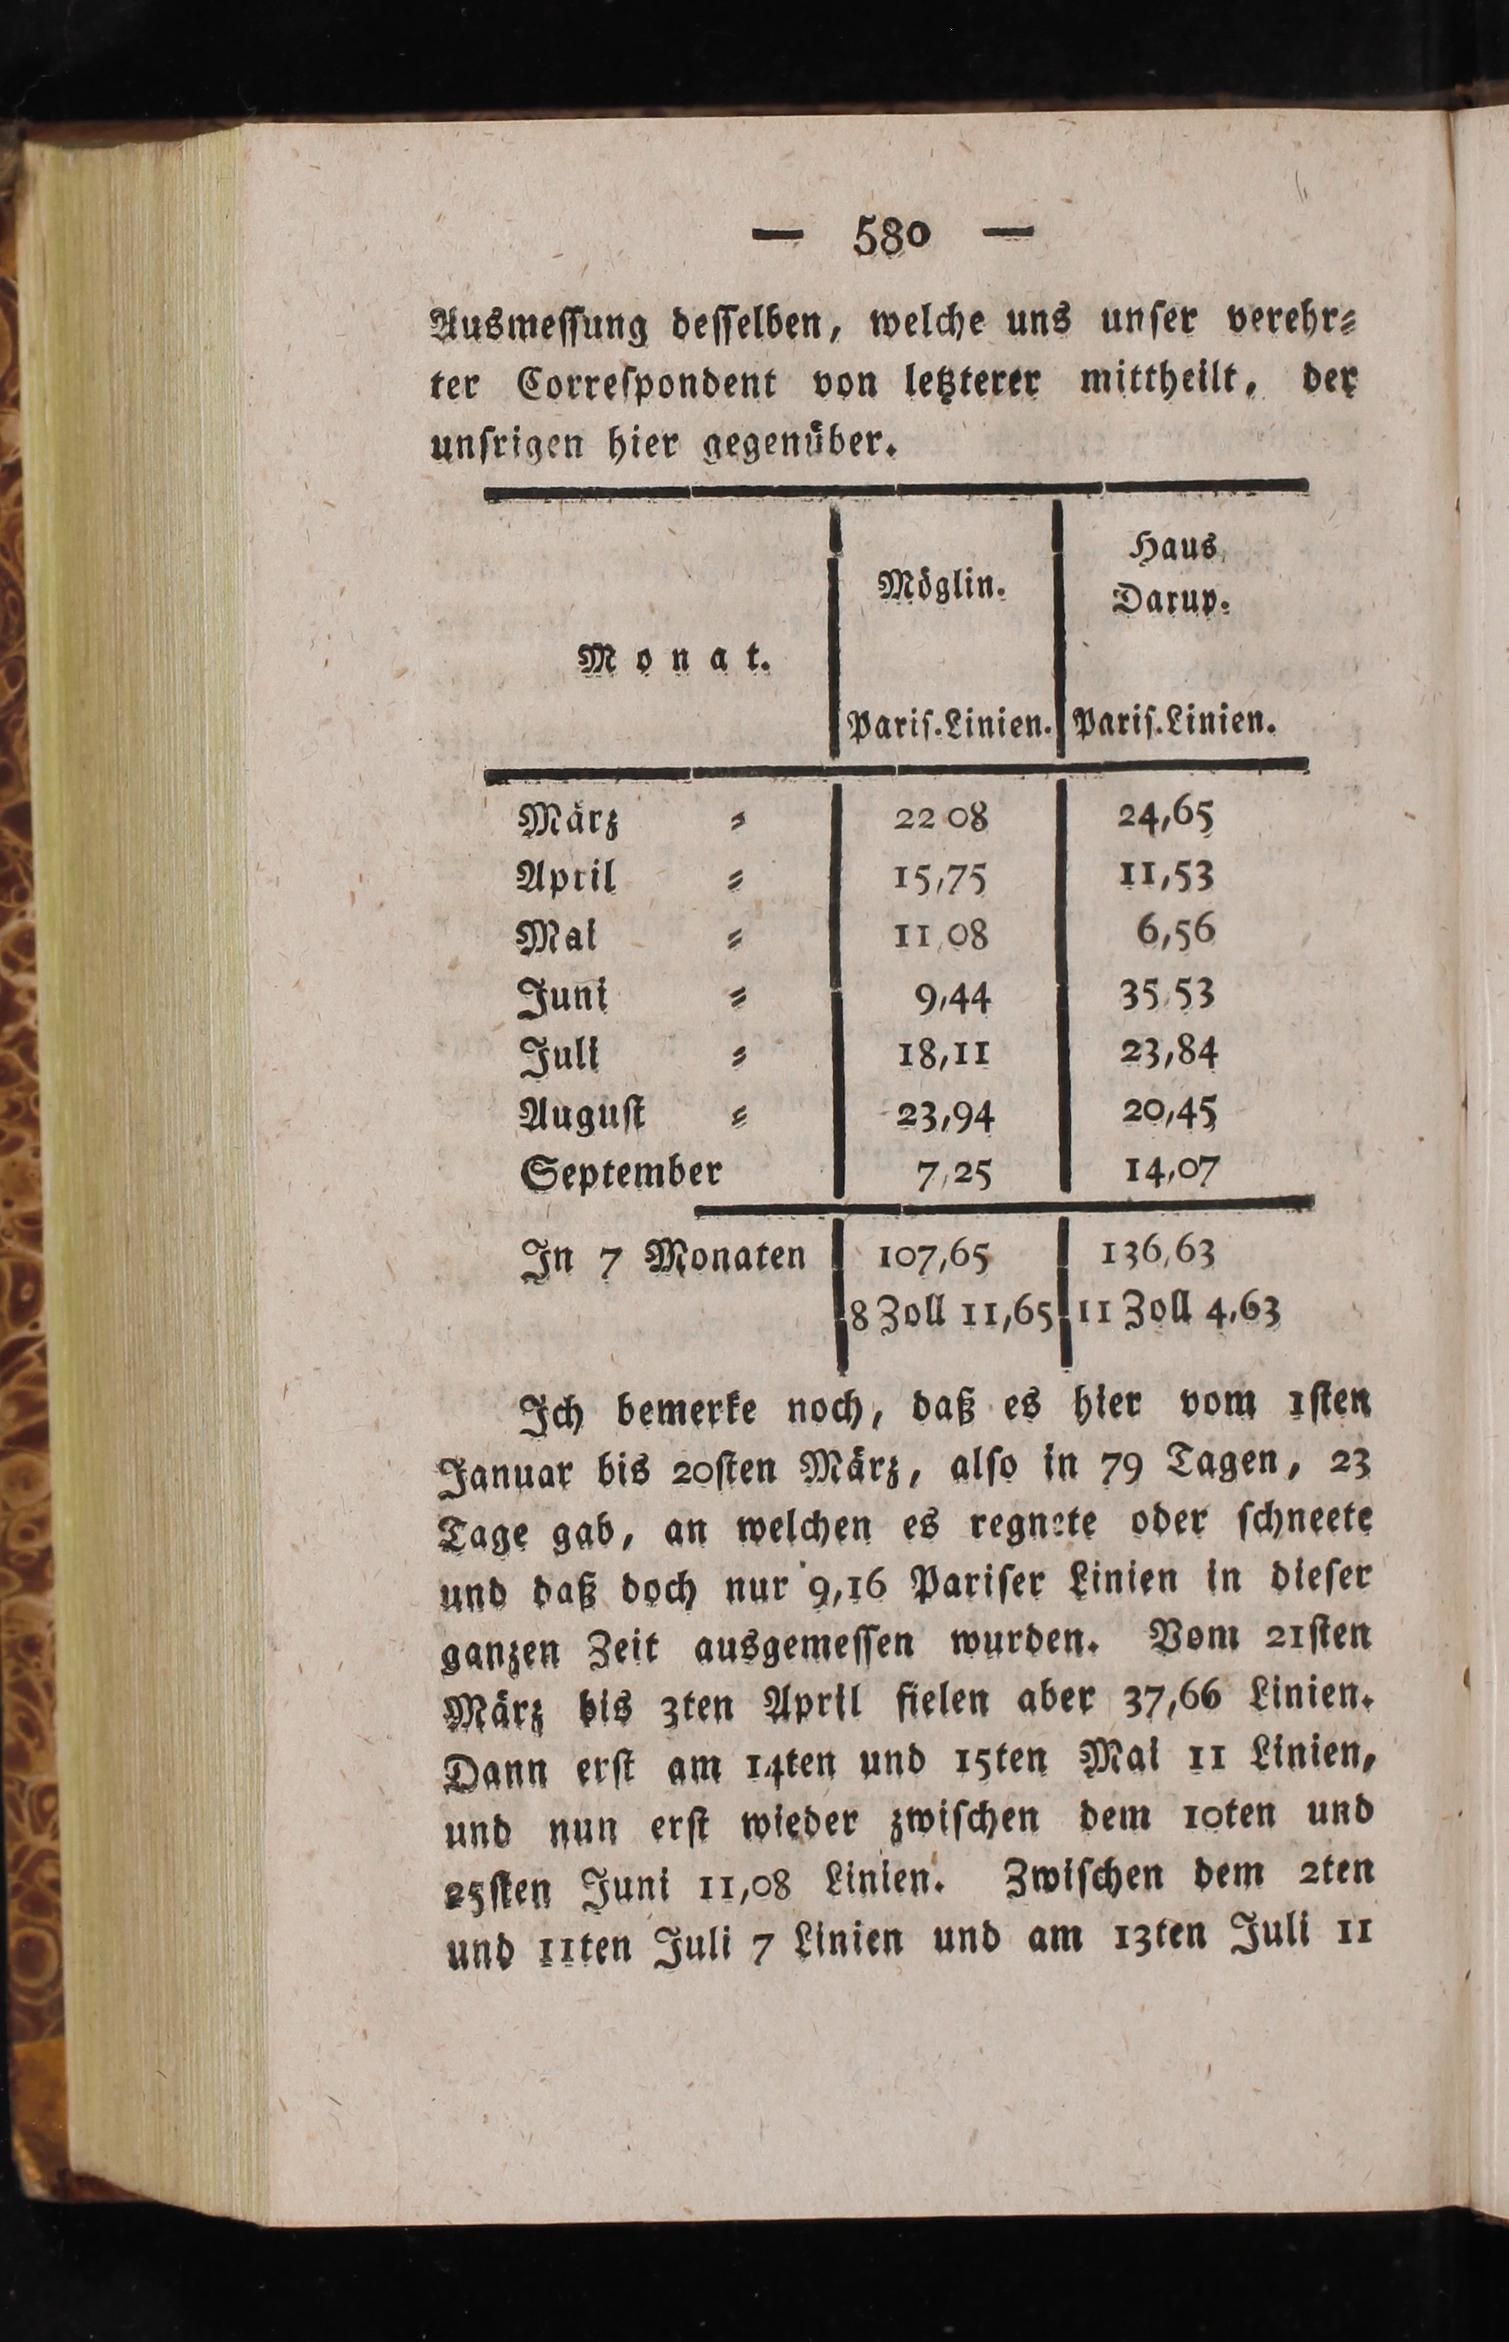 — 580 —
Ausmeſſung deſſelben, welche uns unſer verehr⸗
ter Correſpondent von letzterer mittheilt, der
unſrigen hier gegenüber.
Monat. Möglin. Haus Darup.
Pariſ. Linien. Pariſ. Linien.
März ⸗ 22 08 24,65
April ⸗ 15,75 11,53
Mai ⸗ 11,08 6,56
Juni ⸗ 9,44 35,53
Juli ⸗ 18,11 23,84
Auguſt ⸗ 23,94 20,45
September 7,25 14,07
In 7 Monaten 107,65 136,63
8 Zoll 11,65 11 Zoll 4,63
Ich bemerke noch, daß es hier vom 1ſten
Januar bis 20ſten März, alſo in 79 Tagen, 23
Tage gab, an welchen es regnete oder ſchneete
und daß doch nur 9,16 Pariſer Linien in dieſer
ganzen Zeit ausgemeſſen wurden. Vom 21ſten
März bis 3ten April fielen aber 37,66 Linien.
Dann erſt am 14ten und 15ten Mai 11 Linien,
und nun erſt wieder zwiſchen dem 10ten und
25ſten Juni 11,08 Linien. Zwiſchen dem 2ten
und 11ten Juli 7 Linien und am 13ten Juli 11